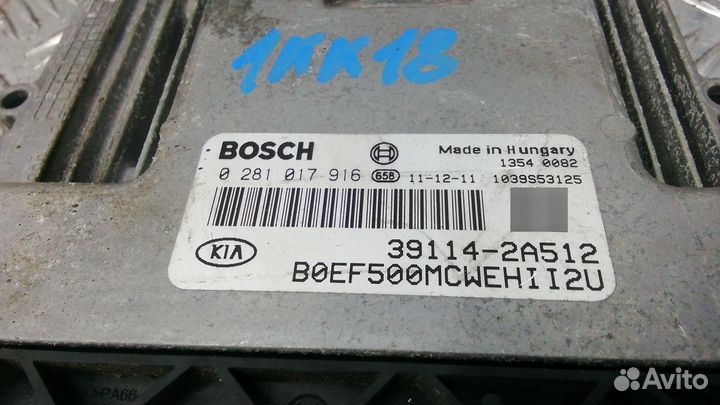 1KK18
BOSCH
Made in Hungary
1354 0082
0 281 017 916 658 11-12-11 1039S53125
KIA
39114-2A512
B0EF500MCWEHII2U
>PA66-
Avito